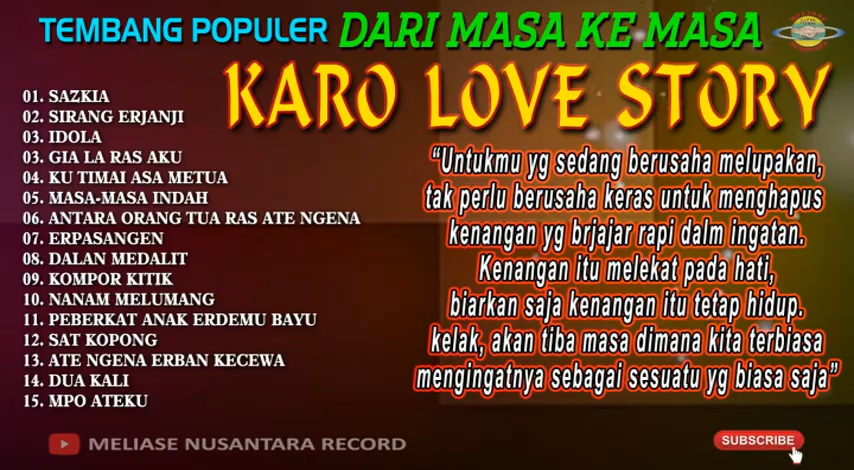 TEMBANG POPULER DARI MASA KE MASA
KARO LOVE STORY
01. SAZKIA
02. SIRANG ERJANJI
03. IDOLA
03. GIA LA RAS AKU
04. KU TIMAI ASA METUA
05. MASA-MASA INDAH
06. ANTARA ORANG TUA RAS ATE NGENA
07. ERPASANGEN
08. DALAN MEDALIT
09. KOMPOR KITIK
10. NANAM MELUMANG
11. PEBERKAT ANAK ERDEMU BAYU
12. SAT KOPONG
13. ATE NGENA ERBAN KECEWA
14. DUA KALI
15. MPO ATEKU
“Untukmu yg sedang berusaha melupakan,
tak perlu berusaha keras untuk menghapus
kenangan yg brjajar rapi dalm ingatan.
Kenangan itu melekat pada hati,
biarkan saja kenangan itu tetap hidup.
kelak, akan tiba masa dimana kita terbiasa
mengingatnya sebagai sesuatu yg biasa saja”
MELIASE NUSANTARA RECORD
SUBSCRIBE